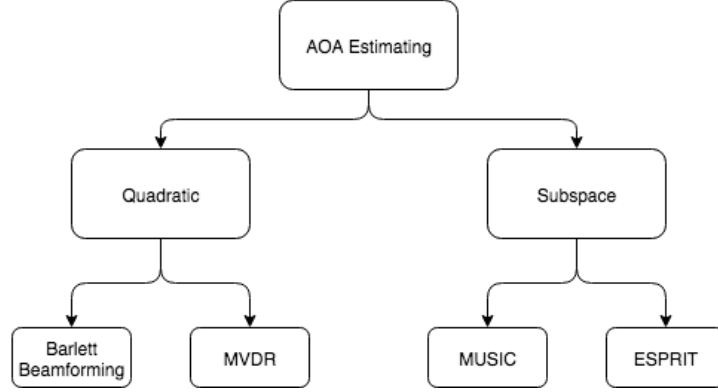 AOA Estimating
Quadratic
Subspace
Barlett
Beamforming
MVDR
MUSIC
ESPRIT